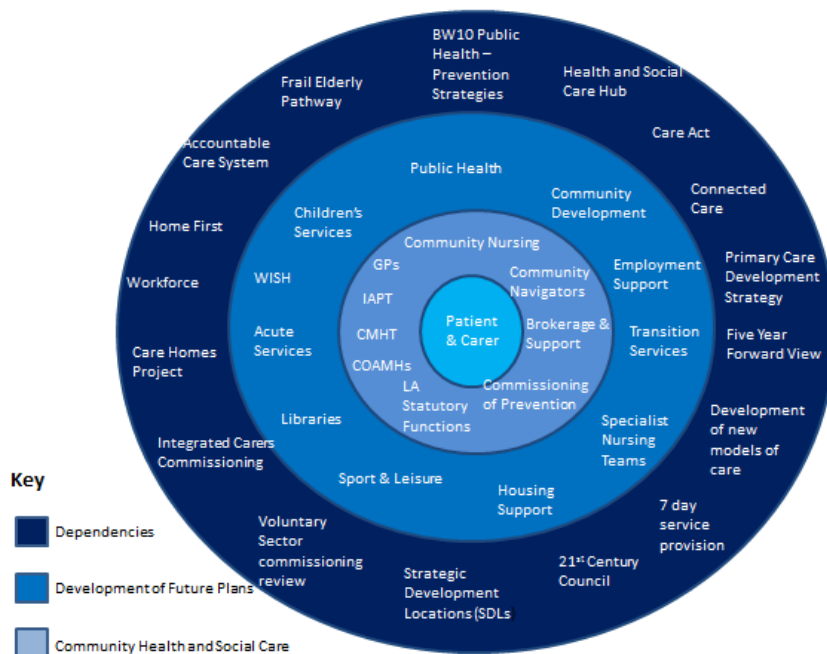 BW10 Public
Health –
Prevention
Strategies
Health and Social
Care Hub
Care Act
Connected
Care
Primary Care
Development
Strategy
Five Year
Forward View
Development
of new
models of
care
7 day
service
provision
21st Century
Council
Strategic
Development
Locations (SDLs
Voluntary
Sector
commissioning
review
Integrated Carers
Commissioning
Care Homes
Project
Workforce
Home First
Accountable
Care System
Frail Elderly
Pathway
Public Health
Community
Development
Employment
Support
Transition
Services
Specialist
Nursing
Teams
Housing
Support
Sport & Leisure
Libraries
Acute
Services
WISH
Children's
Services
Community Nursing
Community
Navigators
Brokerage &
Support
Commissioning
of Prevention
LA
Statutory
Functions
COAMHs
CMHT
IAPT
GPs
Patient
& Carer
Key
Dependencies
Development of Future Plans
Community Health and Social Care